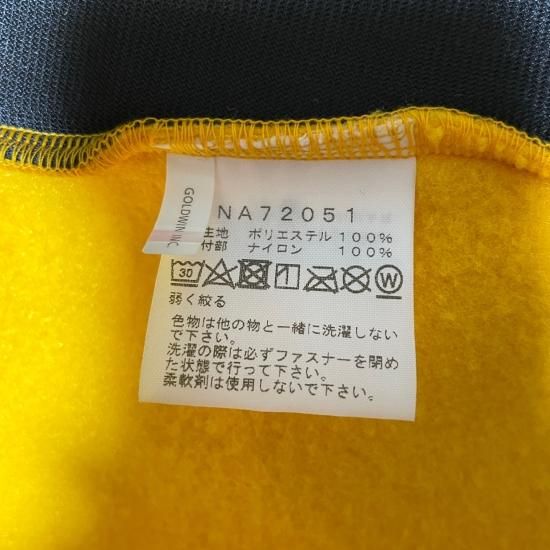 GOLDWIN INC
NA72051
生地 ポリエステル 100%
付部 ナイロン 100%
30
W
弱く絞る
色物は他の物と一緒に洗濯しない
で下さい。
洗濯の際は必ずファスナーを閉め
た状態で行って下さい。
柔軟剤は使用しないで下さい。